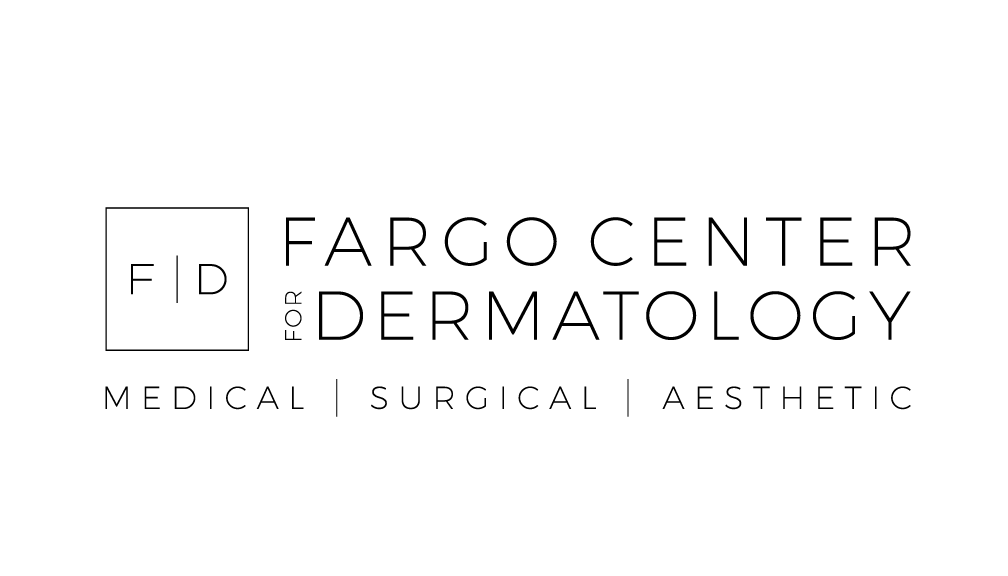 F | D
FARGO CENTER
FOR DERMATOLOGY
MEDICAL | SURGICAL | AESTHETIC